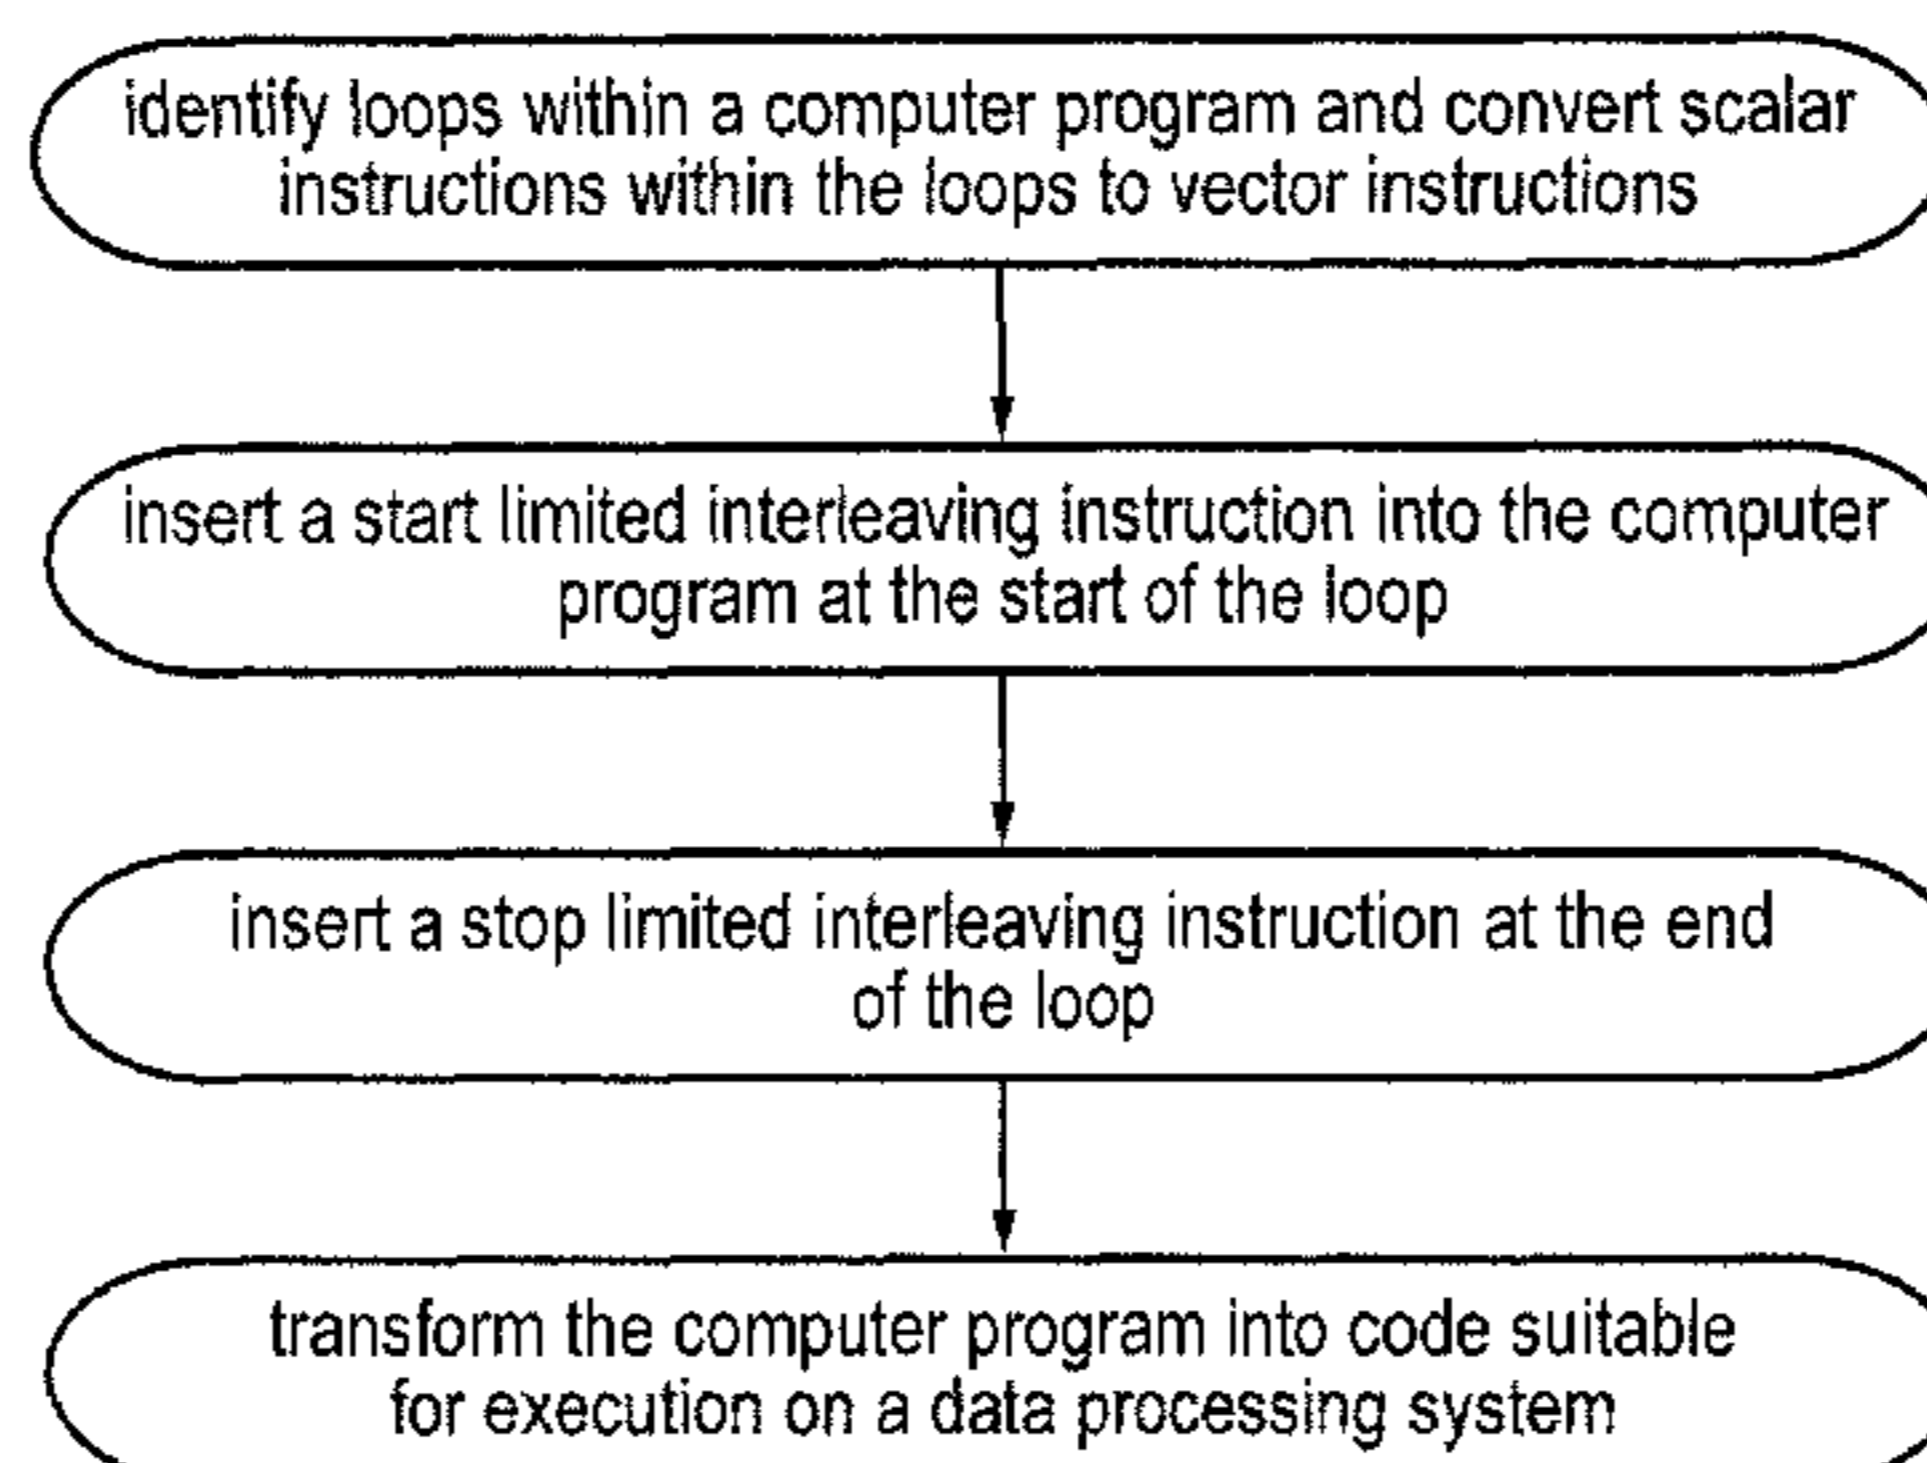 identify loops within a computer program and convert scalar
instructions within the loops to vector instructions
insert a start limited interleaving instruction into the computer
program at the start of the loop
insert a stop limited interleaving instruction at the end
of the loop
transform the computer program into code suitable
for execution on a data processing system